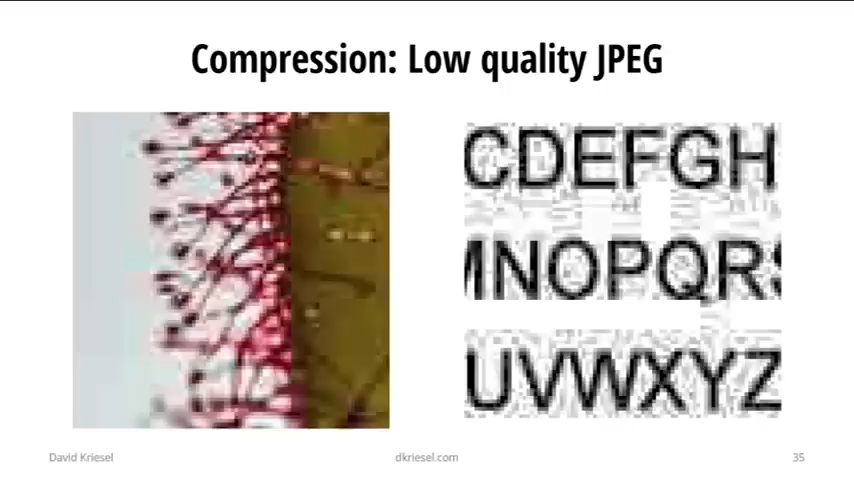 Compression: Low quality JPEG
CDEFGH
MNOPQRS
UVWXYZ
David Kriesel
dkriesel.com
35